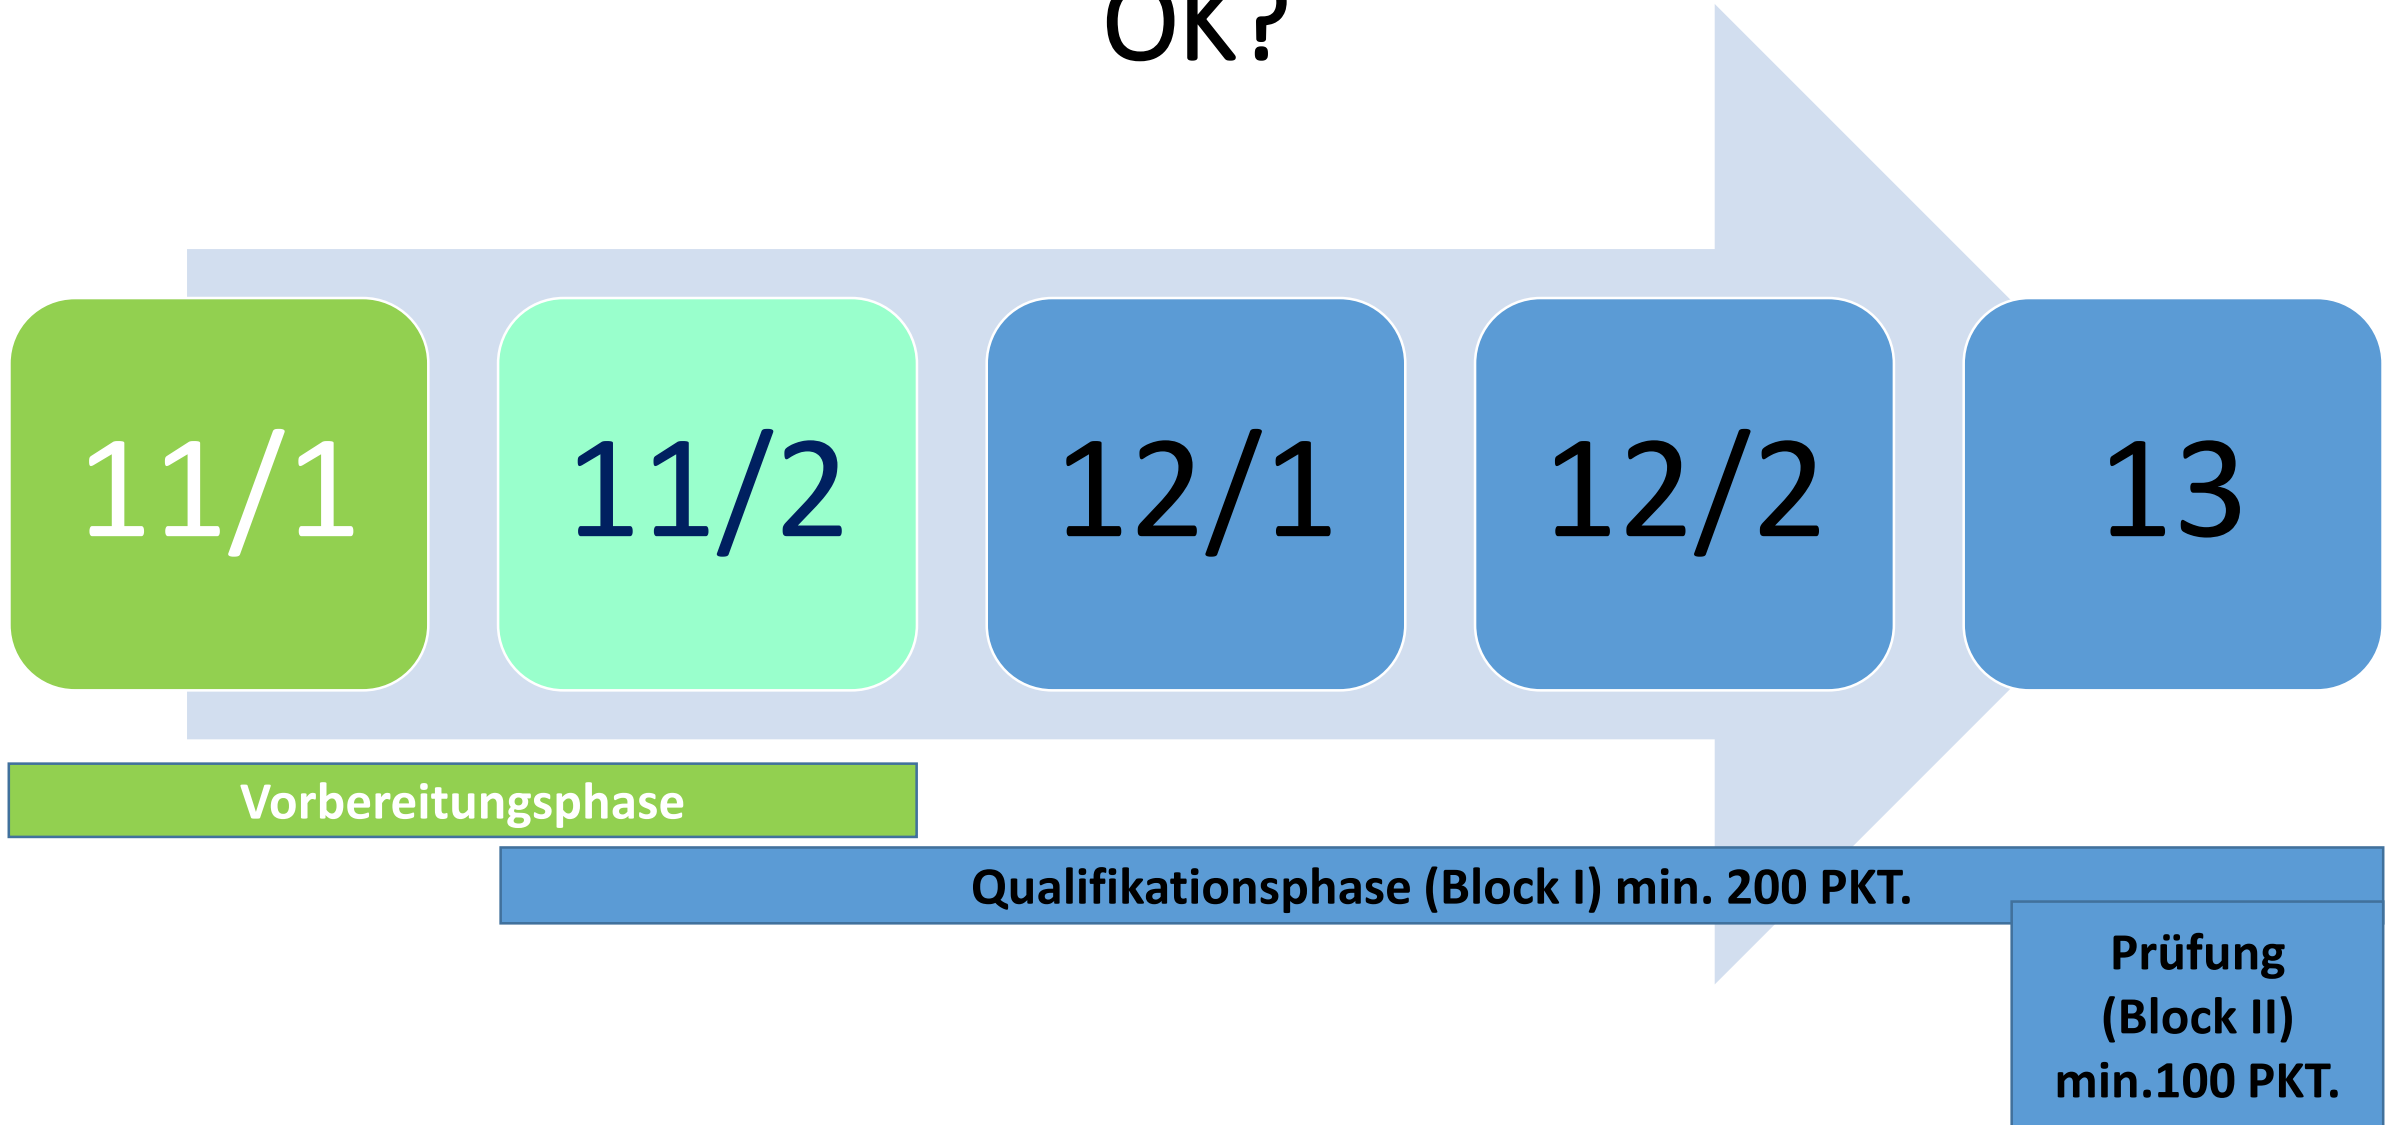 OK?
11/1
11/2
12/1
12/2
13
Vorbereitungsphase
Qualifikationsphase (Block I) min. 200 PKT.
Prüfung
(Block II)
min.100 PKT.